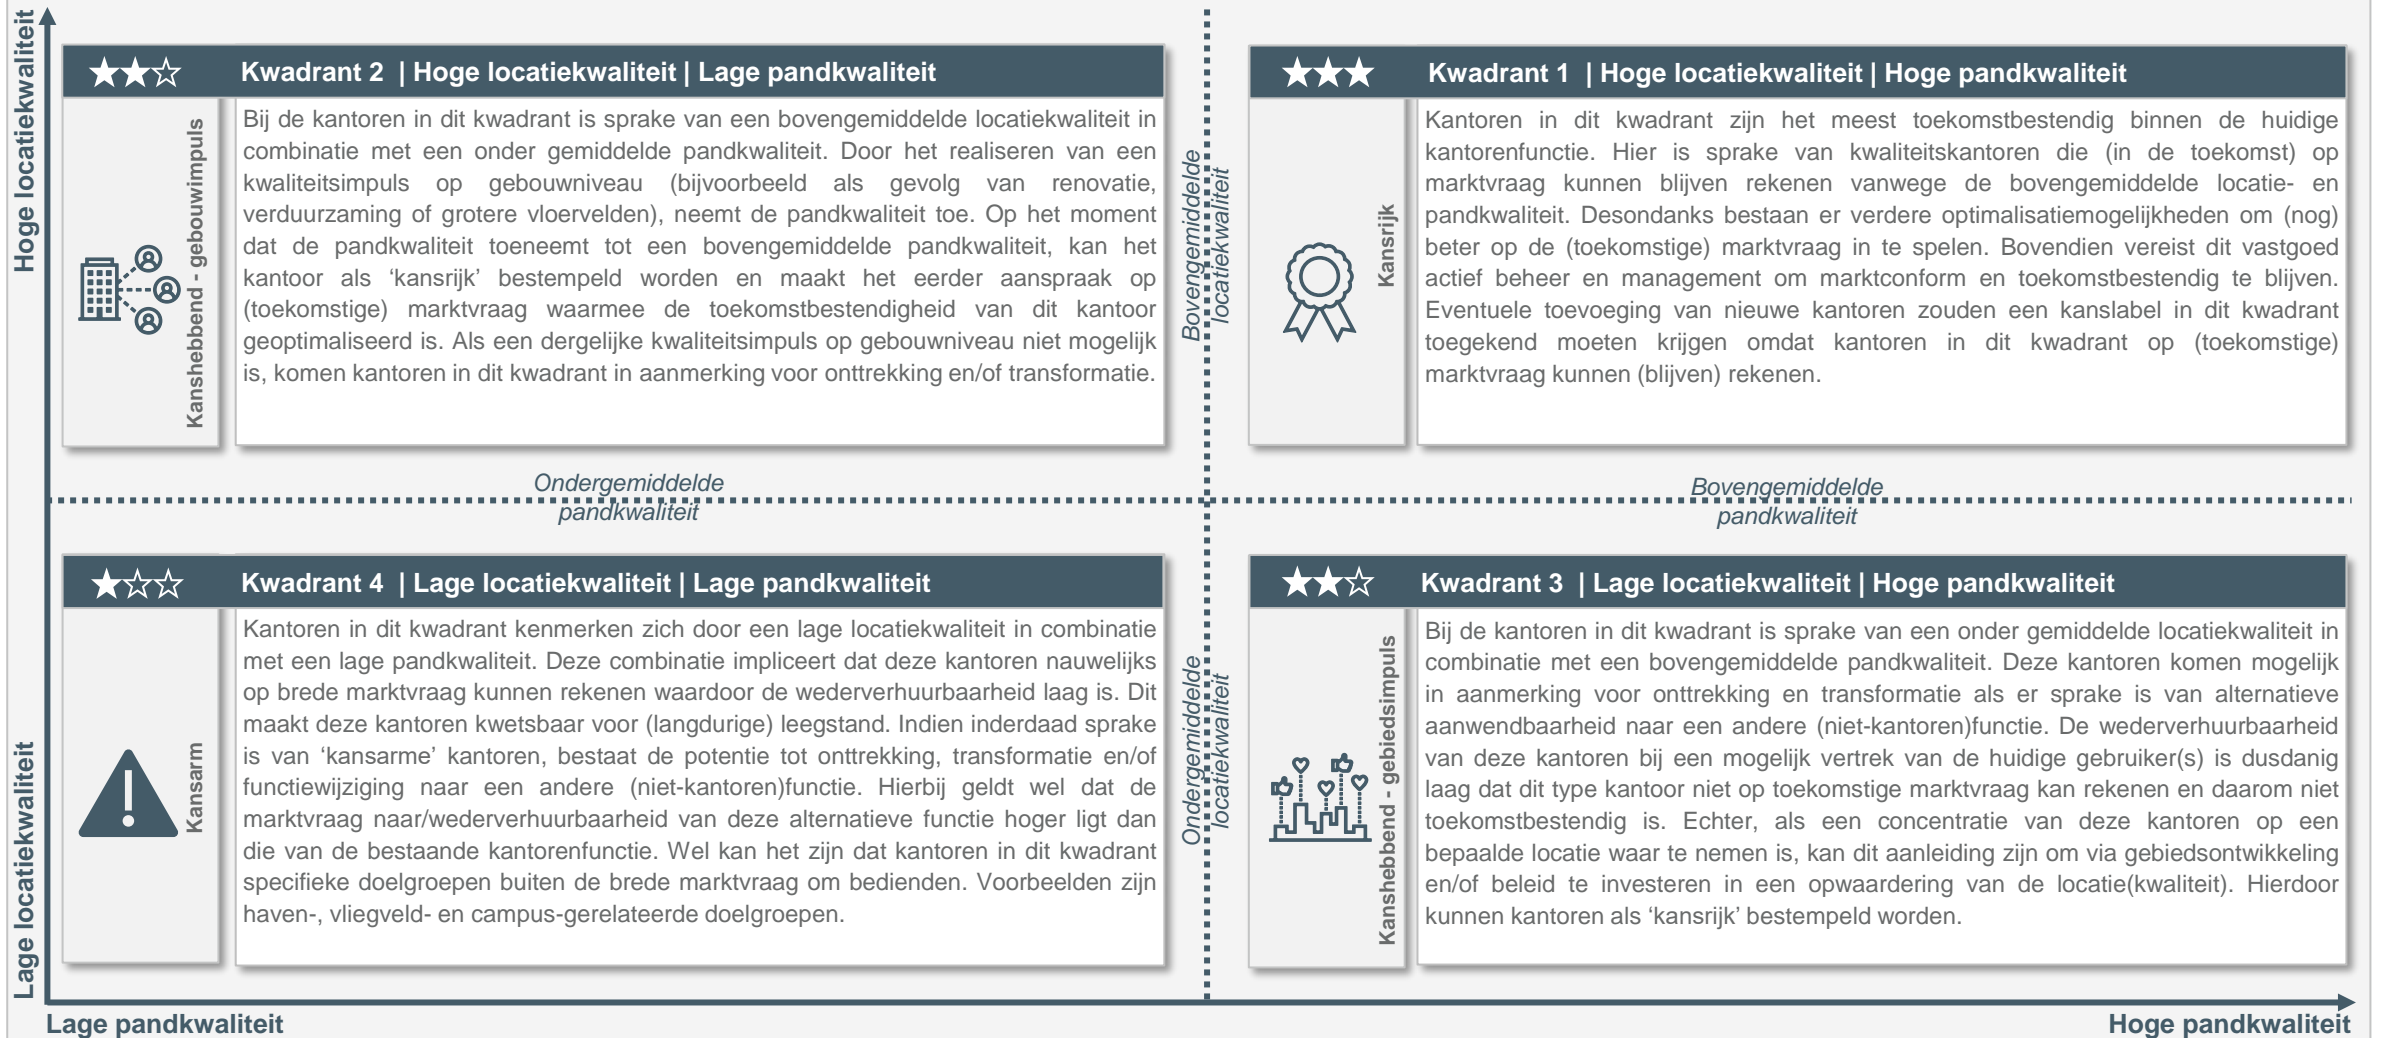 Hoge locatiekwaliteit
Kwadrant 2 | Hoge locatiekwaliteit | Lage pandkwaliteit
Kanshebbend - gebouwimpuls
Bij de kantoren in dit kwadrant is sprake van een bovengemiddelde locatiekwaliteit in
combinatie met een onder gemiddelde pandkwaliteit. Door het realiseren van een
kwaliteitsimpuls op gebouwniveau (bijvoorbeeld als gevolg van renovatie,
verduurzaming of grotere vloervelden), neemt de pandkwaliteit toe. Op het moment
dat de pandkwaliteit toeneemt tot een bovengemiddelde pandkwaliteit, kan het
kantoor als ‘kansrijk’ bestempeld worden en maakt het eerder aanspraak op
(toekomstige) marktvraag waarmee de toekomstbestendigheid van dit kantoor
geoptimaliseerd is. Als een dergelijke kwaliteitsimpuls op gebouwniveau niet mogelijk
is, komen kantoren in dit kwadrant in aanmerking voor onttrekking en/of transformatie.
Bovengemiddelde
locatiekwaliteit
Kwadrant 1 | Hoge locatiekwaliteit | Hoge pandkwaliteit
Kansrijk
Kantoren in dit kwadrant zijn het meest toekomstbestendig binnen de huidige
kantorenfunctie. Hier is sprake van kwaliteitskantoren die (in de toekomst) op
marktvraag kunnen blijven rekenen vanwege de bovengemiddelde locatie- en
pandkwaliteit. Desondanks bestaan er verdere optimalisatiemogelijkheden om (nog)
beter op de (toekomstige) marktvraag in te spelen. Bovendien vereist dit vastgoed
actief beheer en management om marktconform en toekomstbestendig te blijven.
Eventuele toevoeging van nieuwe kantoren zouden een kanslabel in dit kwadrant
toegekend moeten krijgen omdat kantoren in dit kwadrant op (toekomstige)
marktvraag kunnen (blijven) rekenen.
Ondergemiddelde
pandkwaliteit
Bovengemiddelde
pandkwaliteit
Lage locatiekwaliteit
Kwadrant 4 | Lage locatiekwaliteit | Lage pandkwaliteit
Kansarm
Kantoren in dit kwadrant kenmerken zich door een lage locatiekwaliteit in combinatie
met een lage pandkwaliteit. Deze combinatie impliceert dat deze kantoren nauwelijks
op brede marktvraag kunnen rekenen waardoor de wederverhuurbaarheid laag is. Dit
maakt deze kantoren kwetsbaar voor (langdurige) leegstand. Indien inderdaad sprake
is van ‘kansarme’ kantoren, bestaat de potentie tot onttrekking, transformatie en/of
functiewijziging naar een andere (niet-kantoren)functie. Hierbij geldt wel dat de
marktvraag naar/wederverhuurbaarheid van deze alternatieve functie hoger ligt dan
die van de bestaande kantorenfunctie. Wel kan het zijn dat kantoren in dit kwadrant
specifieke doelgroepen buiten de brede marktvraag om bedienden. Voorbeelden zijn
haven-, vliegveld- en campus-gerelateerde doelgroepen.
Ondergemiddelde
locatiekwaliteit
Kwadrant 3 | Lage locatiekwaliteit | Hoge pandkwaliteit
Kanshebbend - gebiedsimpuls
Bij de kantoren in dit kwadrant is sprake van een onder gemiddelde locatiekwaliteit in
combinatie met een bovengemiddelde pandkwaliteit. Deze kantoren komen mogelijk
in aanmerking voor onttrekking en transformatie als er sprake is van alternatieve
aanwendbaarheid naar een andere (niet-kantoren)functie. De wederverhuurbaarheid
van deze kantoren bij een mogelijk vertrek van de huidige gebruiker(s) is dusdanig
laag dat dit type kantoor niet op toekomstige marktvraag kan rekenen en daarom niet
toekomstbestendig is. Echter, als een concentratie van deze kantoren op een
bepaalde locatie waar te nemen is, kan dit aanleiding zijn om via gebiedsontwikkeling
en/of beleid te investeren in een opwaardering van de locatie(kwaliteit). Hierdoor
kunnen kantoren als ‘kansrijk’ bestempeld worden.
Lage pandkwaliteit
Hoge pandkwaliteit